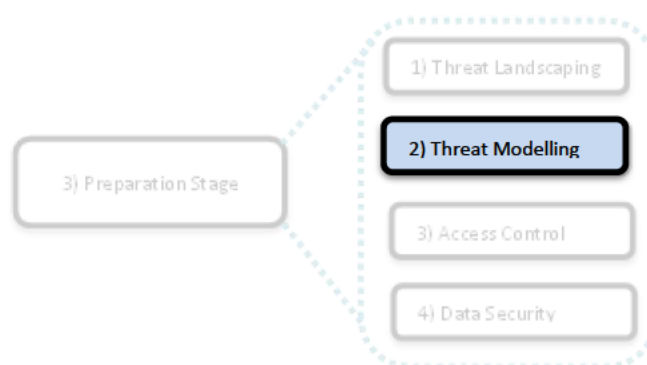 1) Threat Landscaping
2) Threat Modelling
3) Preparation Stage
3) Access Control
4) Data Security